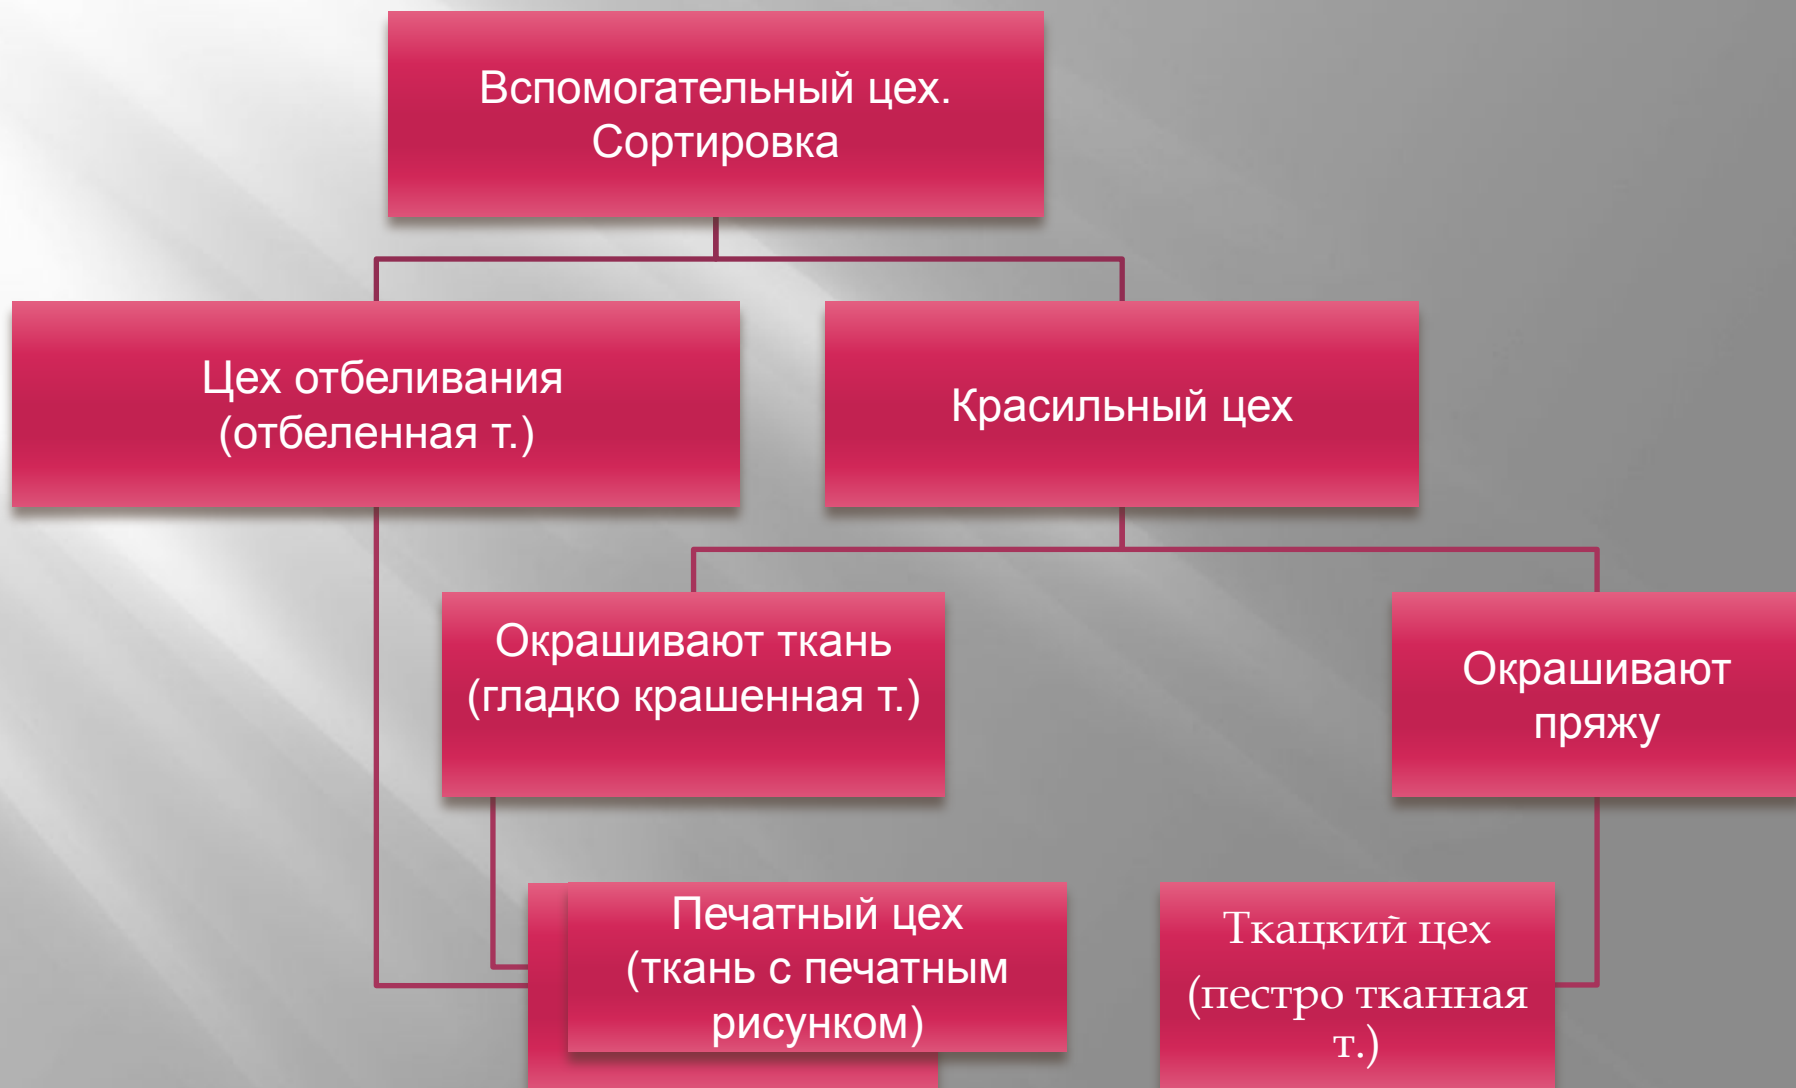 Вспомогательный цех.
Сортировка
Цех отбеливания
(отбеленная т.)
Красильный цех
Окрашивают ткань
(гладко крашенная т.)
Окрашивают
пряжу
Печатный цех
(ткань с печатным
рисунком)
Ткацкий цех
(пестро тканная
т.)